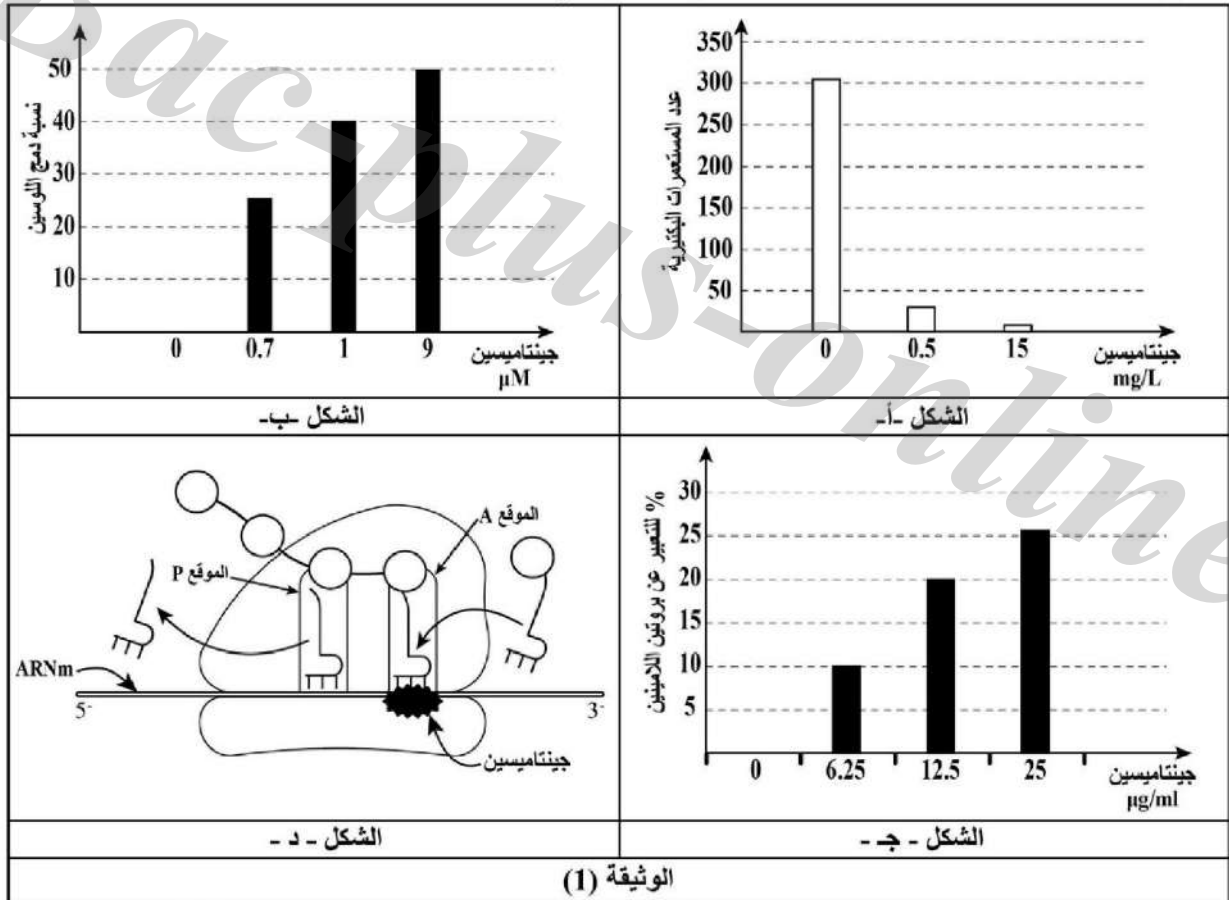 عدد المستعمرات البكتيرية
350
300
250
200
150
300
150
50
0
0.5
15
جينتاميسين
mg/L
الشكل -أ-
نسبة دمج اللوسين
50
40
30
20
10
0
0.7
1
9
جينتاميسين
µM
الشكل -ب-
% للتعبير عن بروتين اللامينين
30
25
20
15
10
5
0
6.25
12.5
25
جينتاميسين
µg/ml
الشكل - جـ -
الموقع A
الموقع P
ARNm
5-
3-
جينتاميسين
الشكل - د -
الوثيقة (1)
Bac-plus-online